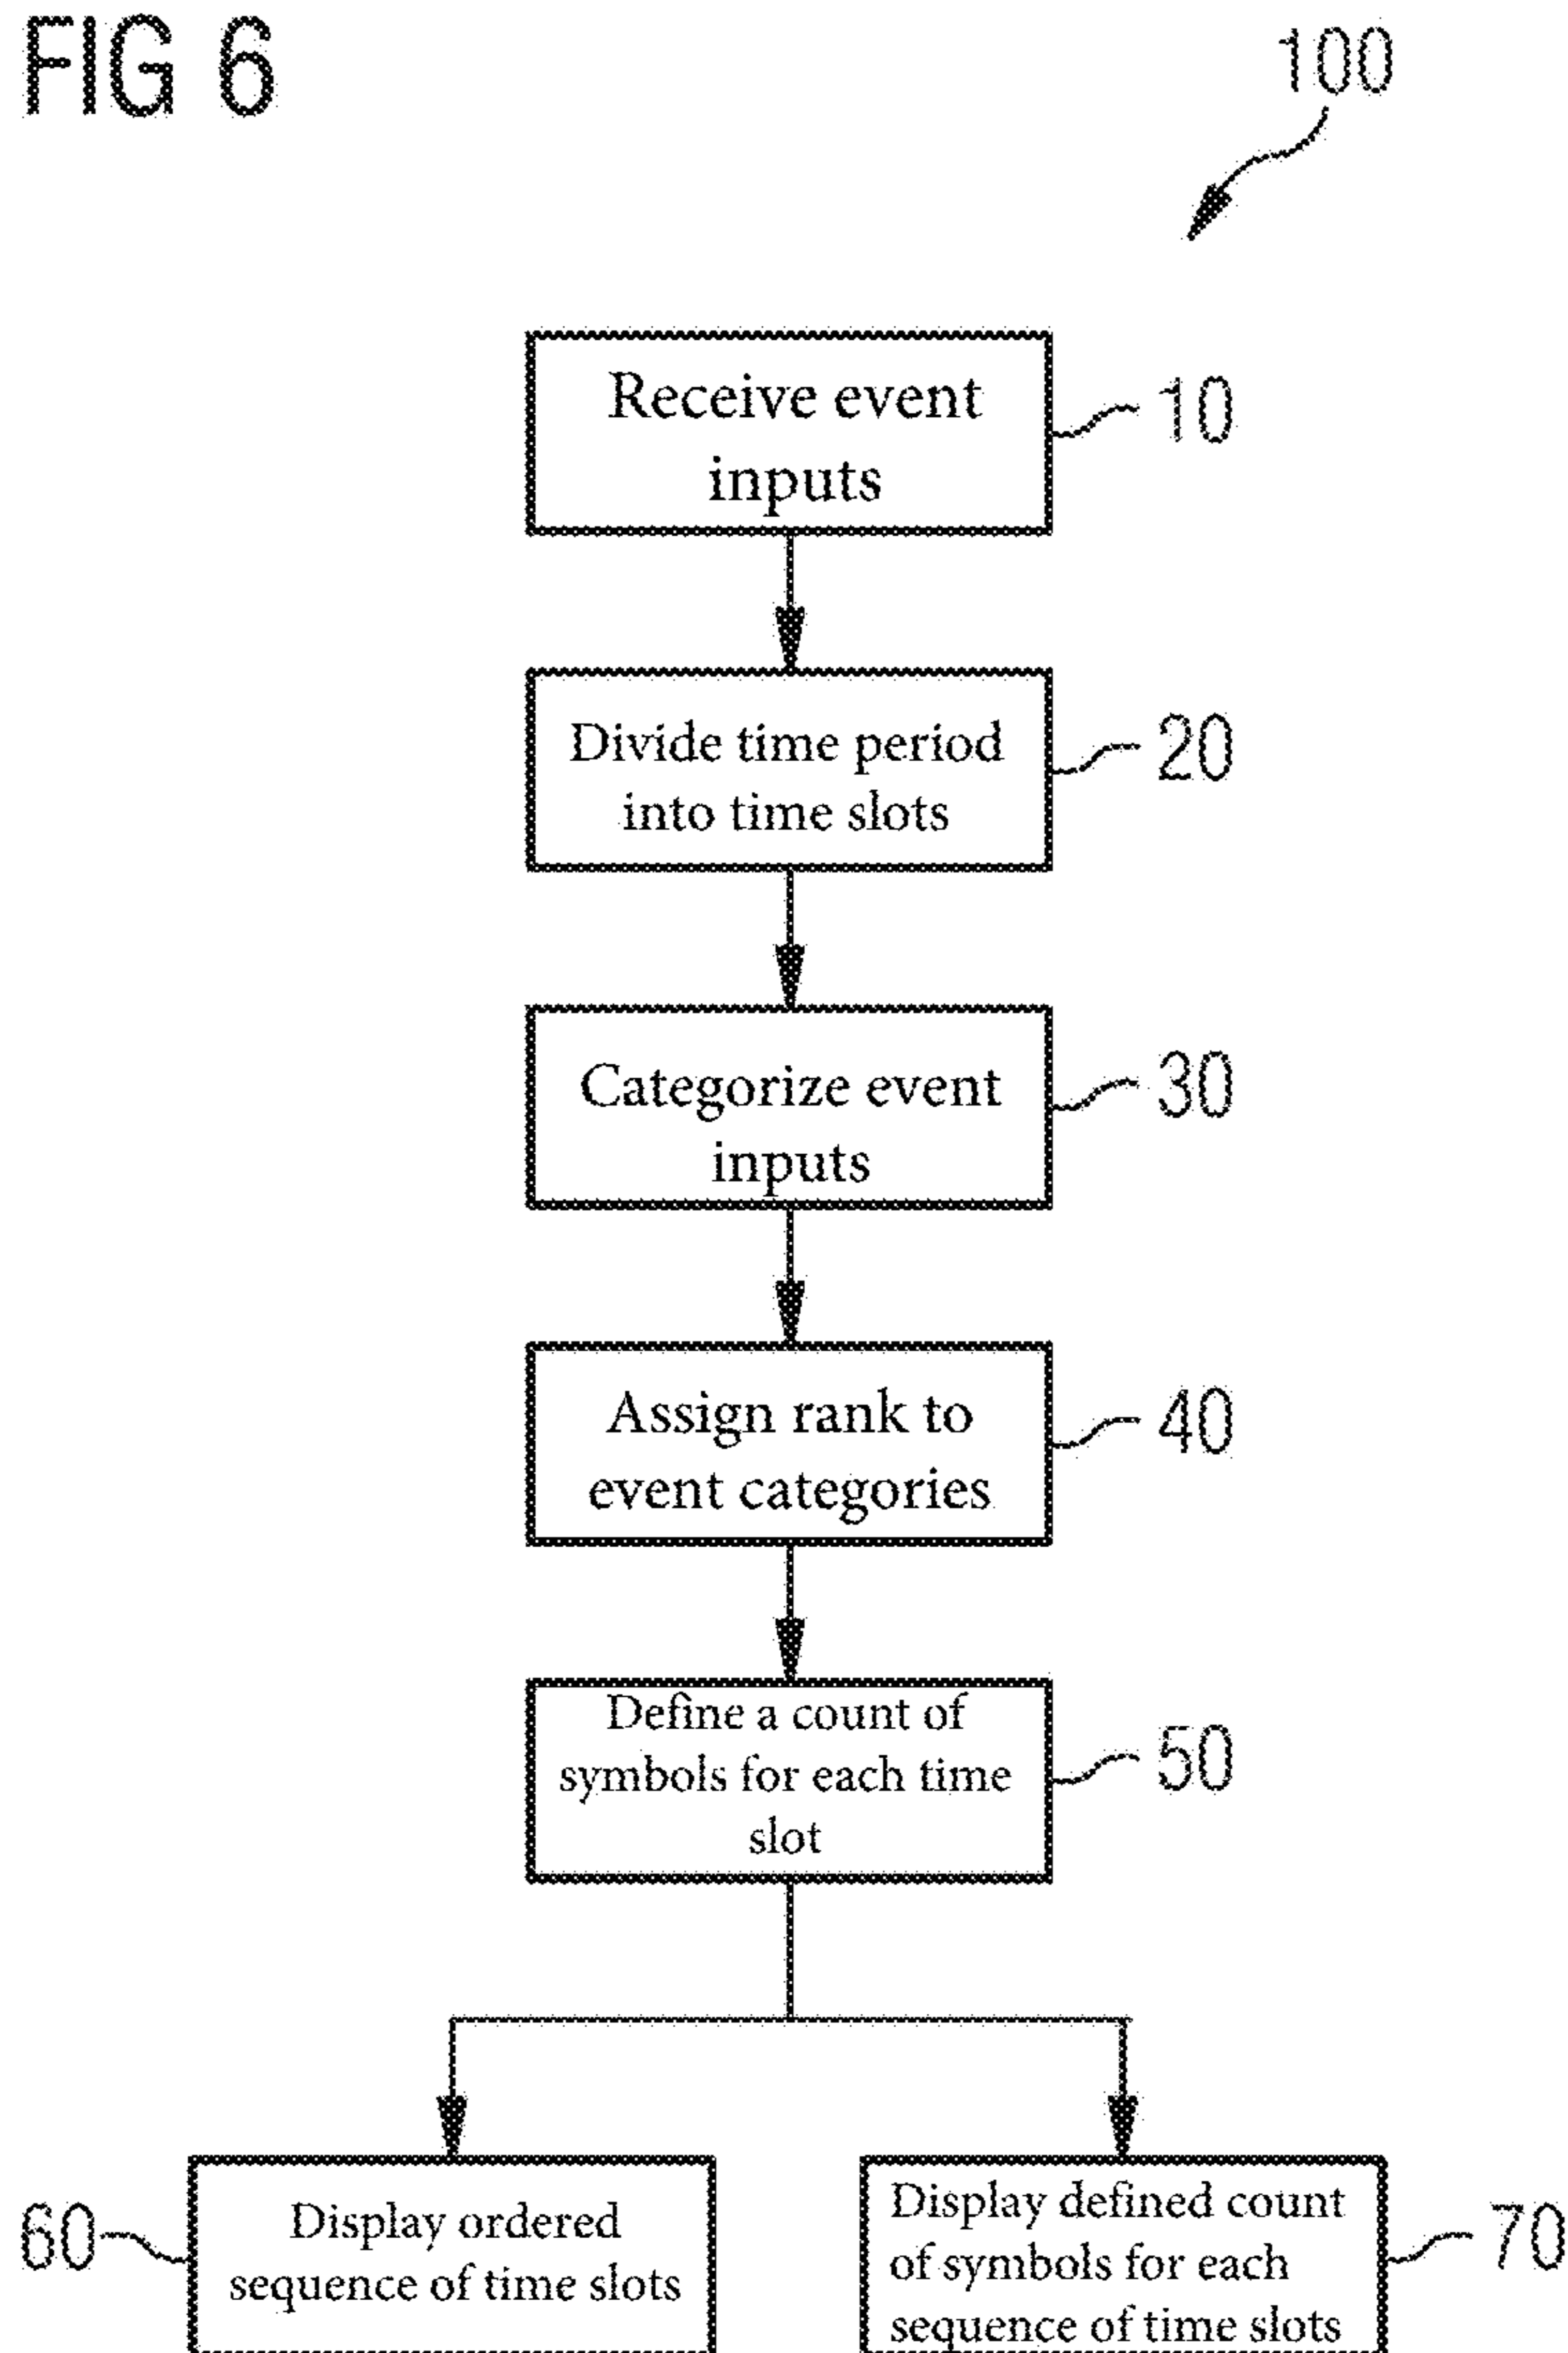 FIG 6
100
Receive event
inputs
10
Divide time period
into time slots
20
Categorize event
inputs
30
Assign rank to
event categories
40
Define a count of
symbols for each time
slot
50
60
Display ordered
sequence of time slots
Display defined count
of symbols for each
sequence of time slots
70